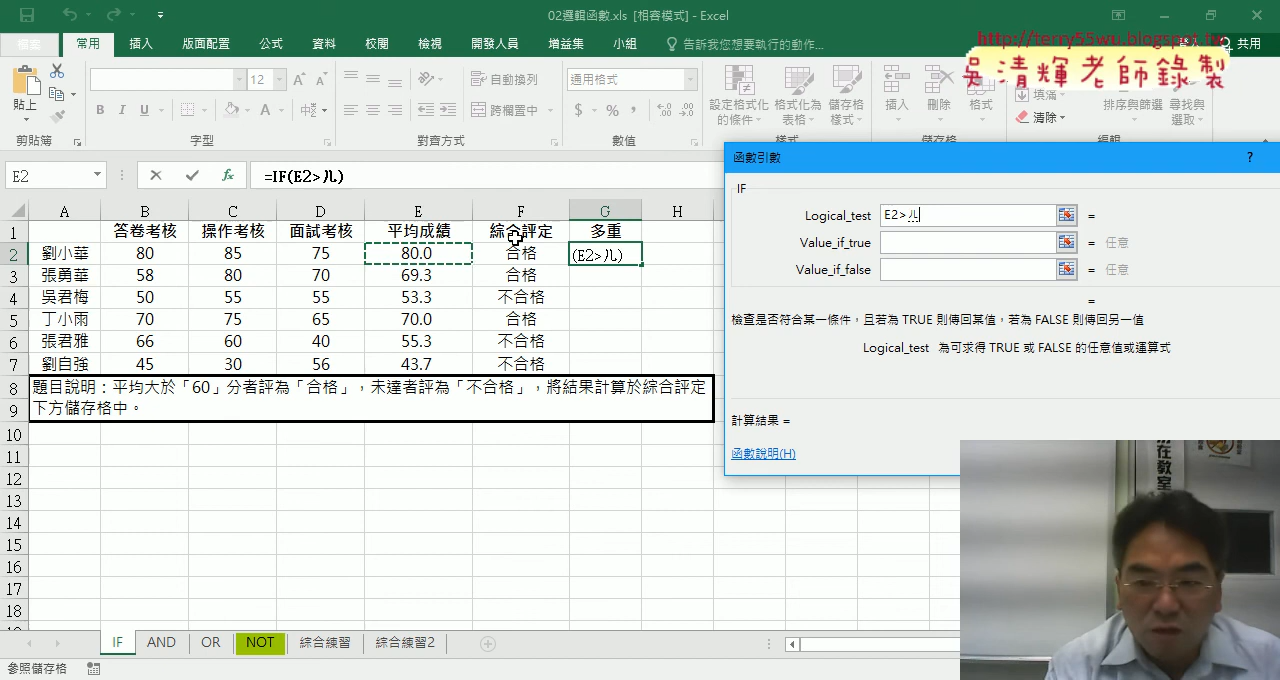 02邏輯函數.xls [相容模式] - Excel
http://terry55wu.blogspot.tw
吳清輝老師錄製
檔案 常用 插入 版面配置 公式 資料 校閱 檢視 開發人員 增益集 小組 告訴我您想要執行的動作... 登入 共用
貼上 12 自動換列 通用格式 設定格式化的條件 格式化為表格 儲存格樣式 插入 刪除 格式 填滿 排序與篩選 尋找與選取
B I U 跨欄置中 $ % 清除
剪貼簿 字型 對齊方式 數值 樣式 儲存格 編輯
E2 =IF(E2>ㄦ)
A B C D E F G H
1 答卷考核 操作考核 面試考核 平均成績 綜合評定 多重
2 劉小華 80 85 75 80.0 合格 (E2>ㄦ)
3 張勇華 58 80 70 69.3 合格
4 吳君梅 50 55 55 53.3 不合格
5 丁小雨 70 75 65 70.0 合格
6 張君雅 66 60 40 55.3 不合格
7 劉自強 45 30 56 43.7 不合格
8 題目說明：平均大於「60」分者評為「合格」，未達者評為「不合格」，將結果計算於綜合評定
9 下方儲存格中。
10
11
12
13
14
15
16
17
18
函數引數 ?
IF
Logical_test E2>ㄦ =
Value_if_true = 任意
Value_if_false = 任意
=
檢查是否符合某一條件，且若為 TRUE 則傳回某值，若為 FALSE 則傳回另一值
Logical_test 為可求得 TRUE 或 FALSE 的任意值或運算式
計算結果 =
函數說明(H)
在教室
IF AND OR NOT 綜合練習 綜合練習2
參照儲存格